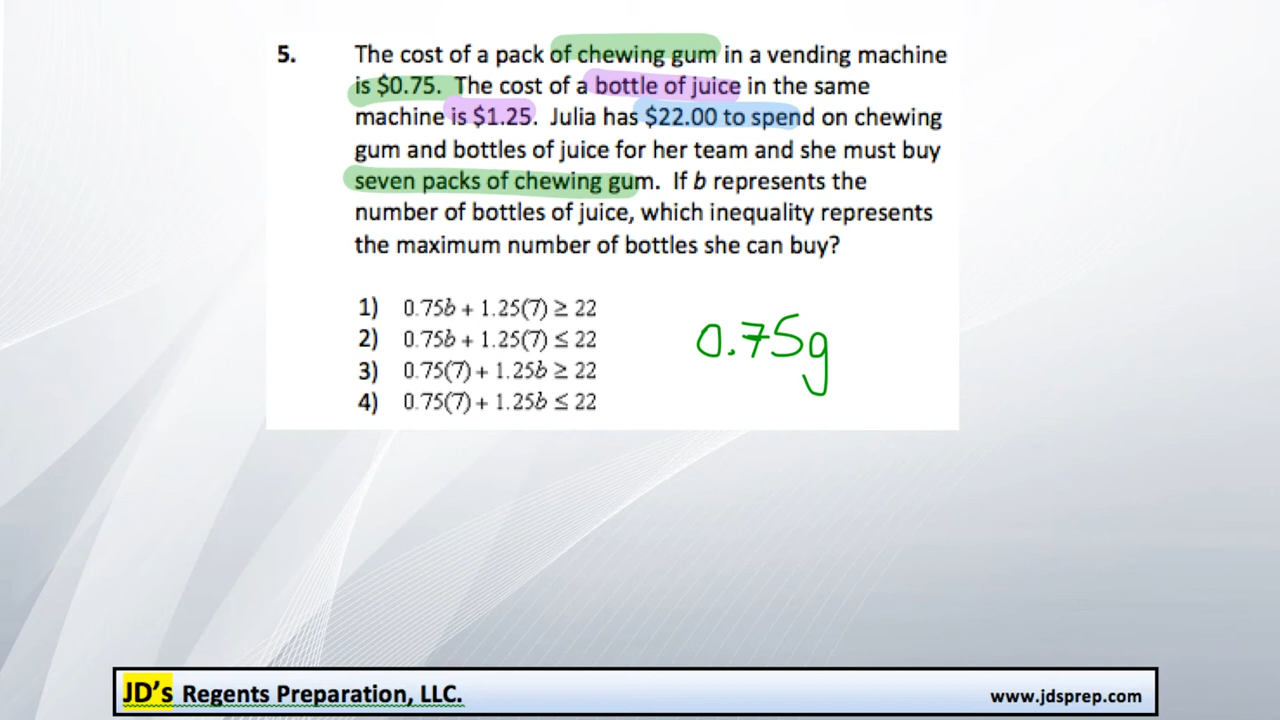 5. The cost of a pack of chewing gum in a vending machine
is $0.75. The cost of a bottle of juice in the same
machine is $1.25. Julia has $22.00 to spend on chewing
gum and bottles of juice for her team and she must buy
seven packs of chewing gum. If b represents the
number of bottles of juice, which inequality represents
the maximum number of bottles she can buy?
1) 0.75b + 1.25(7) ≥ 22
2) 0.75b + 1.25(7) ≤ 22
3) 0.75(7) + 1.25b ≥ 22
4) 0.75(7) + 1.25b ≤ 22
0.75g
JD's Regents Preparation, LLC.
www.jdsprep.com